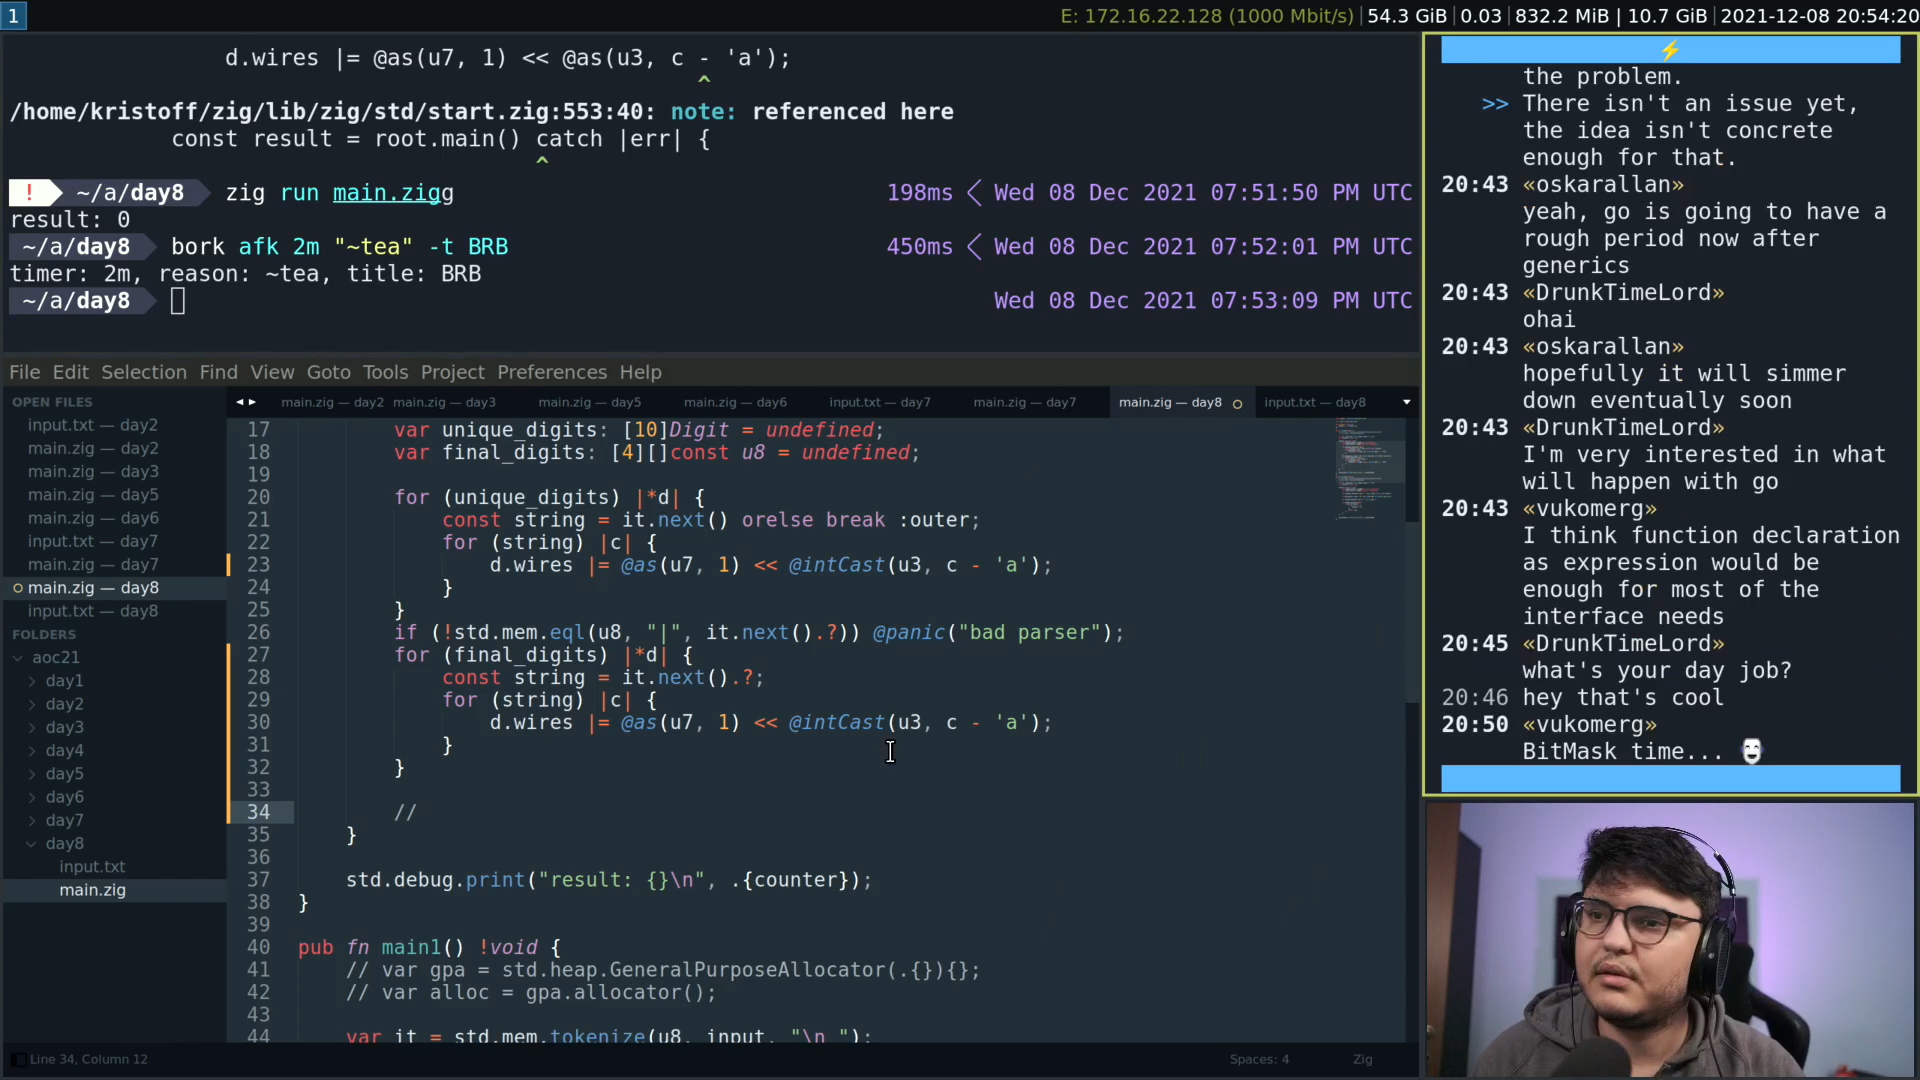 1
E: 172.16.22.128 (1000 Mbit/s)|54.3 GiB|0.03|832.2 MiB | 10.7 GiB|2021-12-08 20:54:20
d.wires |= @as(u7, 1) << @as(u3, c - 'a');
^
/home/kristoff/zig/lib/zig/std/start.zig:553:40: note: referenced here
const result = root.main() catch |err| {
^
! ~/a/day8 zig run main.zigg 198ms Wed 08 Dec 2021 07:51:50 PM UTC
result: 0
~/a/day8 bork afk 2m "~tea" -t BRB 450ms Wed 08 Dec 2021 07:52:01 PM UTC
timer: 2m, reason: ~tea, title: BRB
~/a/day8 Wed 08 Dec 2021 07:53:09 PM UTC
File Edit Selection Find View Goto Tools Project Preferences Help
OPEN FILES
input.txt — day2
main.zig — day2
main.zig — day3
main.zig — day5
main.zig — day6
input.txt — day7
main.zig — day7
main.zig — day8
input.txt — day8
FOLDERS
aoc21
day1
day2
day3
day4
day5
day6
day7
day8
input.txt
main.zig
main.zig — day2 main.zig — day3 main.zig — day5 main.zig — day6 input.txt — day7 main.zig — day7 main.zig — day8 input.txt — day8
17 var unique_digits: [10]Digit = undefined;
18 var final_digits: [4][]const u8 = undefined;
19
20 for (unique_digits) |*d| {
21 const string = it.next() orelse break :outer;
22 for (string) |c| {
23 d.wires |= @as(u7, 1) << @intCast(u3, c - 'a');
24 }
25 }
26 if (!std.mem.eql(u8, "|", it.next().?)) @panic("bad parser");
27 for (final_digits) |*d| {
28 const string = it.next().?;
29 for (string) |c| {
30 d.wires |= @as(u7, 1) << @intCast(u3, c - 'a');
31 }
32 }
33
34 //
35 }
36
37 std.debug.print("result: {}\n", .{counter});
38 }
39
40 pub fn main1() !void {
41 // var gpa = std.heap.GeneralPurposeAllocator(.{}){};
42 // var alloc = gpa.allocator();
43
44 var it = std.mem.tokenize(u8, input, "\n ");
Line 34, Column 12
Spaces: 4
Zig
the problem.
>> There isn't an issue yet,
the idea isn't concrete
enough for that.
20:43 «oskarallan»
yeah, go is going to have a
rough period now after
generics
20:43 «DrunkTimeLord»
ohai
20:43 «oskarallan»
hopefully it will simmer
down eventually soon
20:43 «DrunkTimeLord»
I'm very interested in what
will happen with go
20:43 «vukomerg»
I think function declaration
as expression would be
enough for most of the
interface needs
20:45 «DrunkTimeLord»
what's your day job?
20:46 hey that's cool
20:50 «vukomerg»
BitMask time...